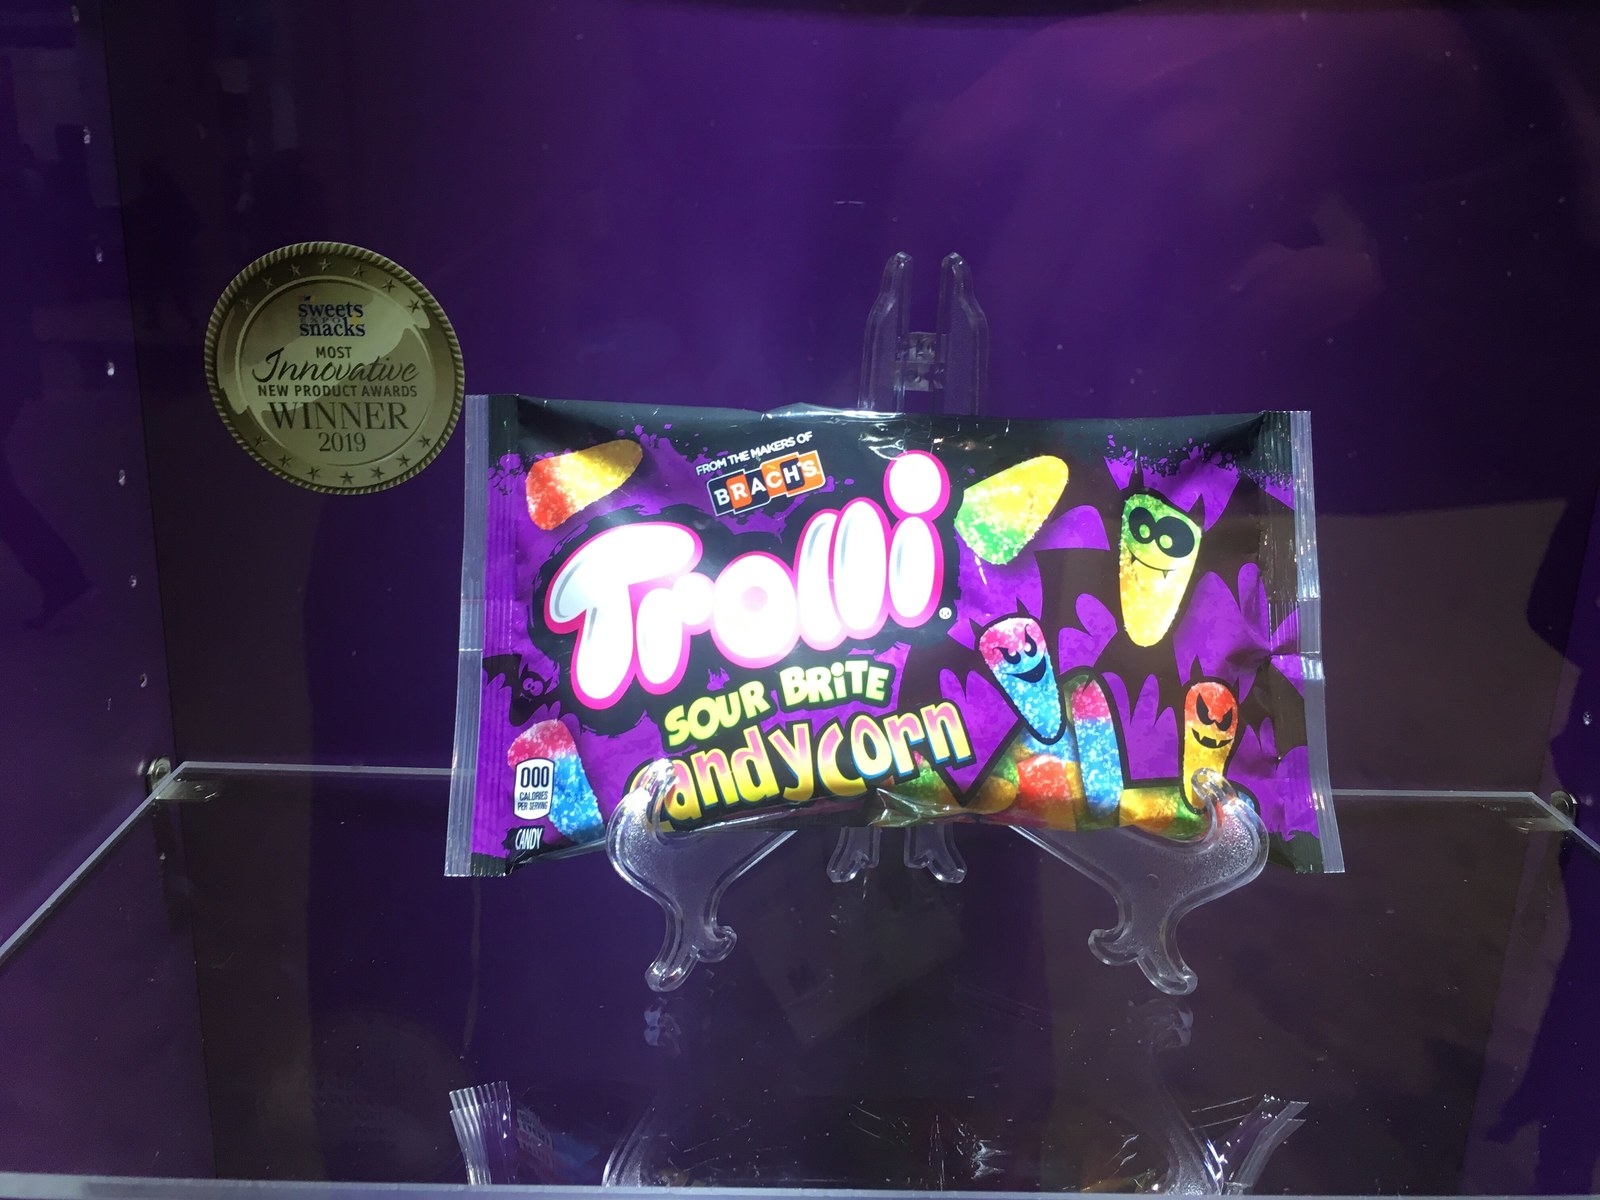 sweets
EXPO
snacks
MOST
Innovative
NEW PRODUCT AWARDS
WINNER
2019
FROM THE MAKERS OF
BRACH'S
Trolli
SOUR BRITE
Candycorn
000
CALORIES
PER SERVING
CANDY